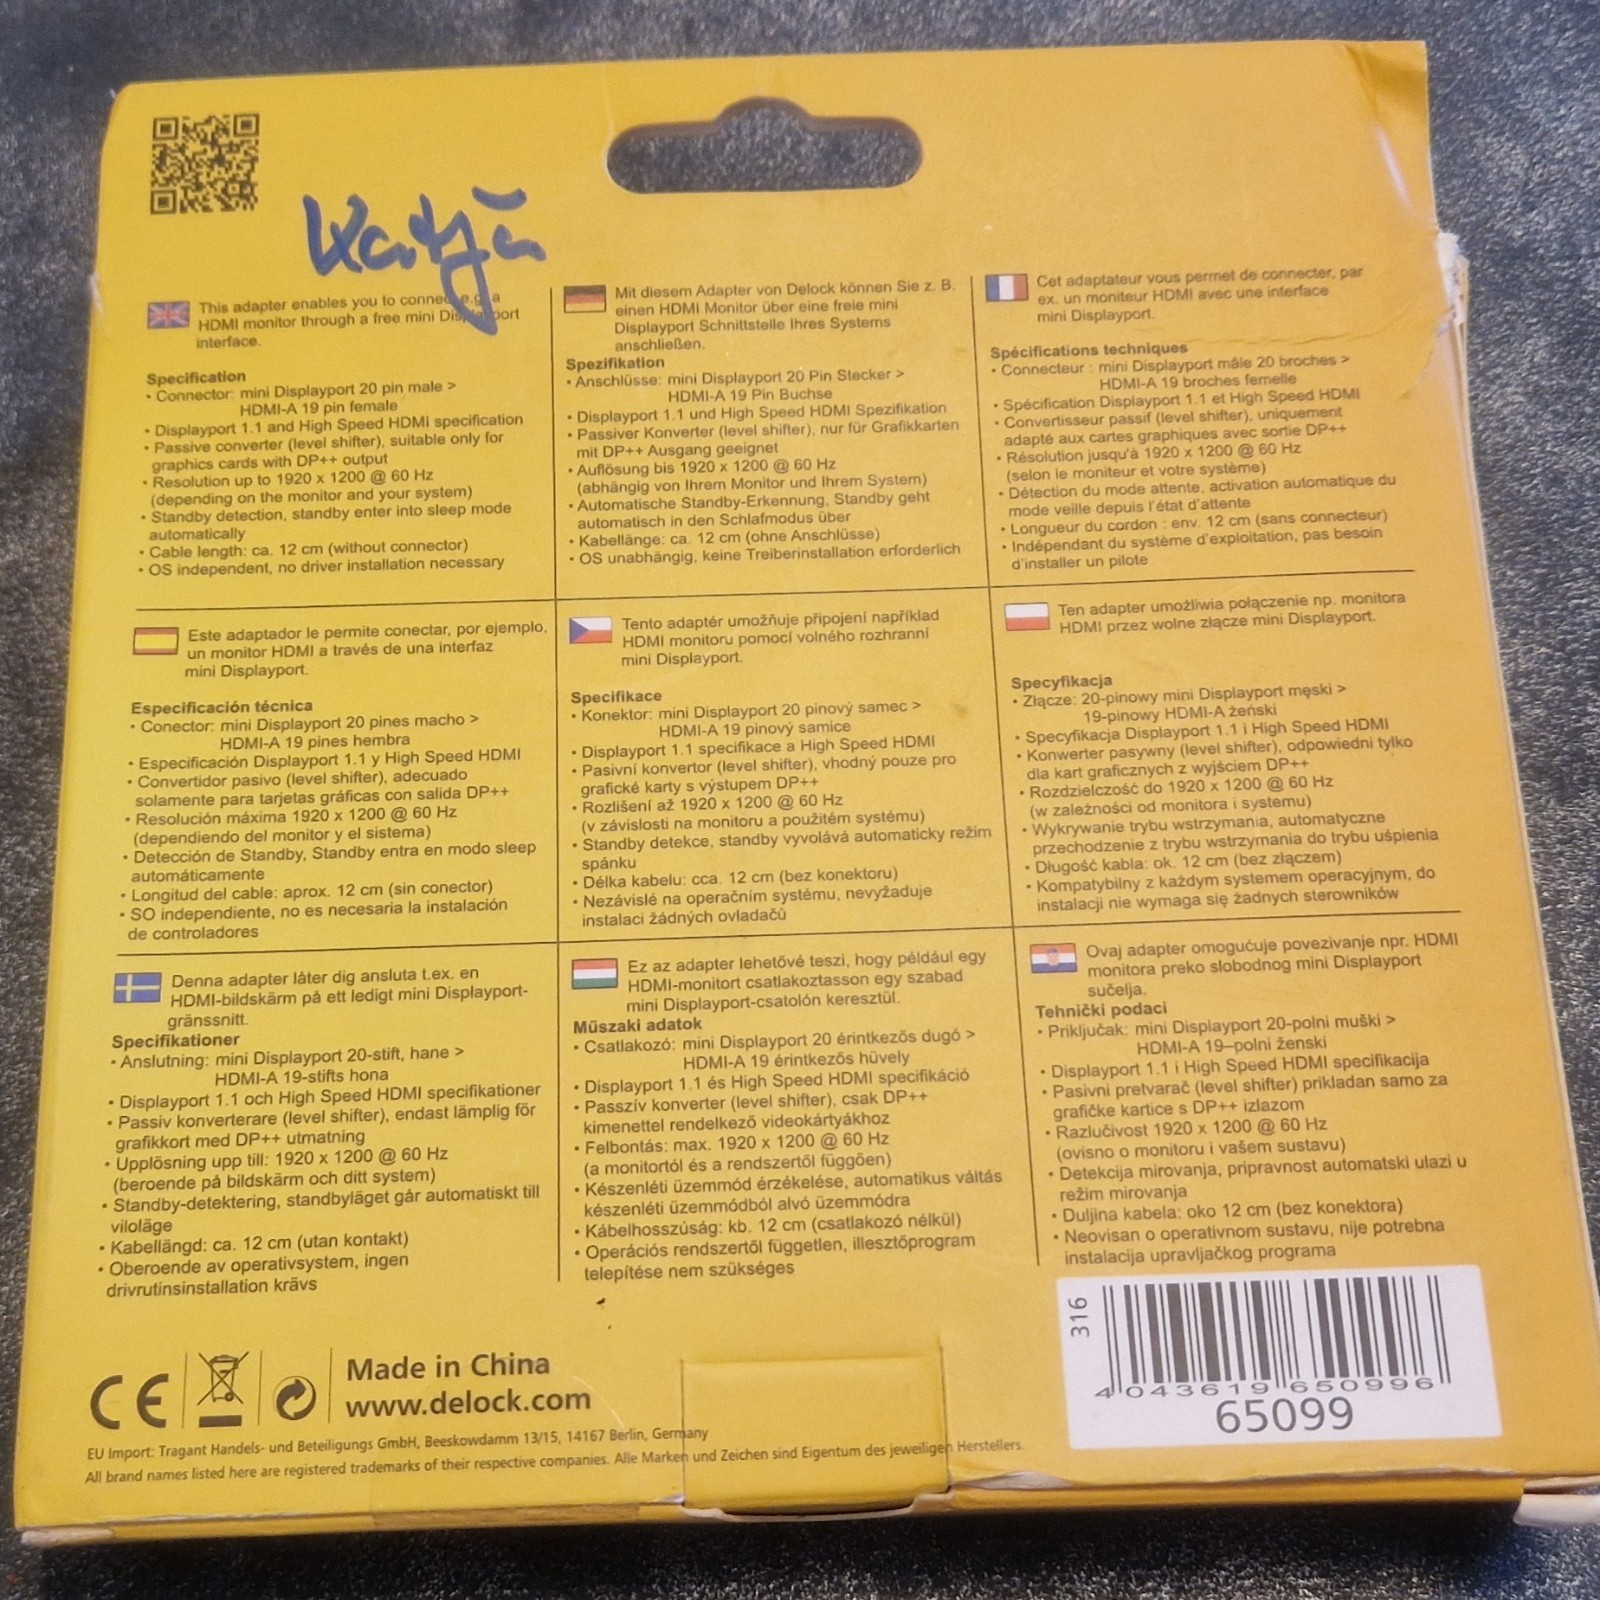 Katja
This adapter enables you to connect e.g. a
HDMI monitor through a free mini Displayport
interface.
Specification
• Connector: mini Displayport 20 pin male >
HDMI-A 19 pin female
• Displayport 1.1 and High Speed HDMI specification
• Passive converter (level shifter), suitable only for
graphics cards with DP++ output
• Resolution up to 1920 x 1200 @ 60 Hz
(depending on the monitor and your system)
• Standby detection, standby enter into sleep mode
automatically
• Cable length: ca. 12 cm (without connector)
• OS independent, no driver installation necessary
Mit diesem Adapter von Delock können Sie z. B.
einen HDMI Monitor über eine freie mini
Displayport Schnittstelle Ihres Systems
anschließen.
Spezifikation
• Anschlüsse: mini Displayport 20 Pin Stecker >
HDMI-A 19 Pin Buchse
• Displayport 1.1 und High Speed HDMI Spezifikation
• Passiver Konverter (level shifter), nur für Grafikkarten
mit DP++ Ausgang geeignet
• Auflösung bis 1920 x 1200 @ 60 Hz
(abhängig von Ihrem Monitor und Ihrem System)
• Automatische Standby-Erkennung, Standby geht
automatisch in den Schlafmodus über
• Kabellänge: ca. 12 cm (ohne Anschlüsse)
• OS unabhängig, keine Treiberinstallation erforderlich
Cet adaptateur vous permet de connecter, par
ex. un moniteur HDMI avec une interface
mini Displayport.
Spécifications techniques
• Connecteur : mini Displayport mâle 20 broches >
HDMI-A 19 broches femelle
• Spécification Displayport 1.1 et High Speed HDMI
• Convertisseur passif (level shifter), uniquement
adapté aux cartes graphiques avec sortie DP++
• Résolution jusqu'à 1920 x 1200 @ 60 Hz
(selon le moniteur et votre système)
• Détection du mode attente, activation automatique du
mode veille depuis l'état d'attente
• Longueur du cordon : env. 12 cm (sans connecteur)
• Indépendant du système d'exploitation, pas besoin
d'installer un pilote
Este adaptador le permite conectar, por ejemplo,
un monitor HDMI a través de una interfaz
mini Displayport.
Especificación técnica
• Conector: mini Displayport 20 pines macho >
HDMI-A 19 pines hembra
• Especificación Displayport 1.1 y High Speed HDMI
• Convertidor pasivo (level shifter), adecuado
solamente para tarjetas gráficas con salida DP++
• Resolución máxima 1920 x 1200 @ 60 Hz
(dependiendo del monitor y el sistema)
• Detección de Standby, Standby entra en modo sleep
automáticamente
• Longitud del cable: aprox. 12 cm (sin conector)
• SO independiente, no es necesaria la instalación
de controladores
Tento adaptér umožňuje připojení například
HDMI monitoru pomocí volného rozhranní
mini Displayport.
Specifikace
• Konektor: mini Displayport 20 pinový samec >
HDMI-A 19 pinový samice
• Displayport 1.1 specifikace a High Speed HDMI
• Pasivní konvertor (level shifter), vhodný pouze pro
grafické karty s výstupem DP++
• Rozlišení až 1920 x 1200 @ 60 Hz
(v závislosti na monitoru a použitém systému)
• Standby detekce, standby vyvolává automaticky režim
spánku
• Délka kabelu: cca. 12 cm (bez konektoru)
• Nezávislé na operačním systému, nevyžaduje
instalaci žádných ovladačů
Ten adapter umożliwia połączenie np. monitora
HDMI przez wolne złącze mini Displayport.
Specyfikacja
• Złącze: 20-pinowy mini Displayport męski >
19-pinowy HDMI-A żeński
• Specyfikacja Displayport 1.1 i High Speed HDMI
• Konwerter pasywny (level shifter), odpowiedni tylko
dla kart graficznych z wyjściem DP++
• Rozdzielczość do 1920 x 1200 @ 60 Hz
(w zależności od monitora i systemu)
• Wykrywanie trybu wstrzymania, automatyczne
przechodzenie z trybu wstrzymania do trybu uśpienia
• Długość kabla: ok. 12 cm (bez złączem)
• Kompatybilny z każdym systemem operacyjnym, do
instalacji nie wymaga się żadnych sterowników
Denna adapter låter dig ansluta t.ex. en
HDMI-bildskärm på ett ledigt mini Displayport-
gränssnitt.
Specifikationer
• Anslutning: mini Displayport 20-stift, hane >
HDMI-A 19-stifts hona
• Displayport 1.1 och High Speed HDMI specifikationer
• Passiv konverterare (level shifter), endast lämplig för
grafikkort med DP++ utmatning
• Upplösning upp till: 1920 x 1200 @ 60 Hz
(beroende på bildskärm och ditt system)
• Standby-detektering, standbyläget går automatiskt till
viloläge
• Kabellängd: ca. 12 cm (utan kontakt)
• Oberoende av operativsystem, ingen
drivrutinsinstallation krävs
Ez az adapter lehetővé teszi, hogy például egy
HDMI-monitort csatlakoztasson egy szabad
mini Displayport-csatolón keresztül.
Műszaki adatok
• Csatlakozó: mini Displayport 20 érintkezős dugó >
HDMI-A 19 érintkezős hüvely
• Displayport 1.1 és High Speed HDMI specifikáció
• Passzív konverter (level shifter), csak DP++
kimenettel rendelkező videokártyákhoz
• Felbontás: max. 1920 x 1200 @ 60 Hz
(a monitortól és a rendszertől függően)
• Készenléti üzemmód érzékelése, automatikus váltás
készenléti üzemmódból alvó üzemmódra
• Kábelhosszúság: kb. 12 cm (csatlakozó nélkül)
• Operációs rendszertől független, illesztőprogram
telepítése nem szükséges
Ovaj adapter omogućuje povezivanje npr. HDMI
monitora preko slobodnog mini Displayport
sučelja.
Tehnički podaci
• Priključak: mini Displayport 20-polni muški >
HDMI-A 19–polni ženski
• Displayport 1.1 i High Speed HDMI specifikacija
• Pasivni pretvarač (level shifter) prikladan samo za
grafičke kartice s DP++ izlazom
• Razlučivost 1920 x 1200 @ 60 Hz
(ovisno o monitoru i vašem sustavu)
• Detekcija mirovanja, pripravnost automatski ulazi u
režim mirovanja
• Duljina kabela: oko 12 cm (bez konektora)
• Neovisan o operativnom sustavu, nije potrebna
instalacija upravljačkog programa
CE
Made in China
www.delock.com
EU Import: Tragant Handels- und Beteiligungs GmbH, Beeskowdamm 13/15, 14167 Berlin, Germany
All brand names listed here are registered trademarks of their respective companies. Alle Marken und Zeichen sind Eigentum des jeweiligen Herstellers.
316
4 043619 650996
65099